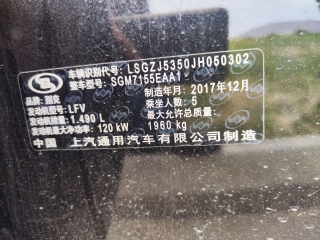 车辆识别代号: LSGZJ5350JH050302
整车型号: SGM7155EAA1
制造年月: 2017年12月
品牌: 别克
乘坐人数: 5
发动机型号: LFV
最大允许总质量:
发动机排量: 1.490 L
1960 kg
发动机最大净功率: 120 kW
中国 上汽通用汽车有限公司制造